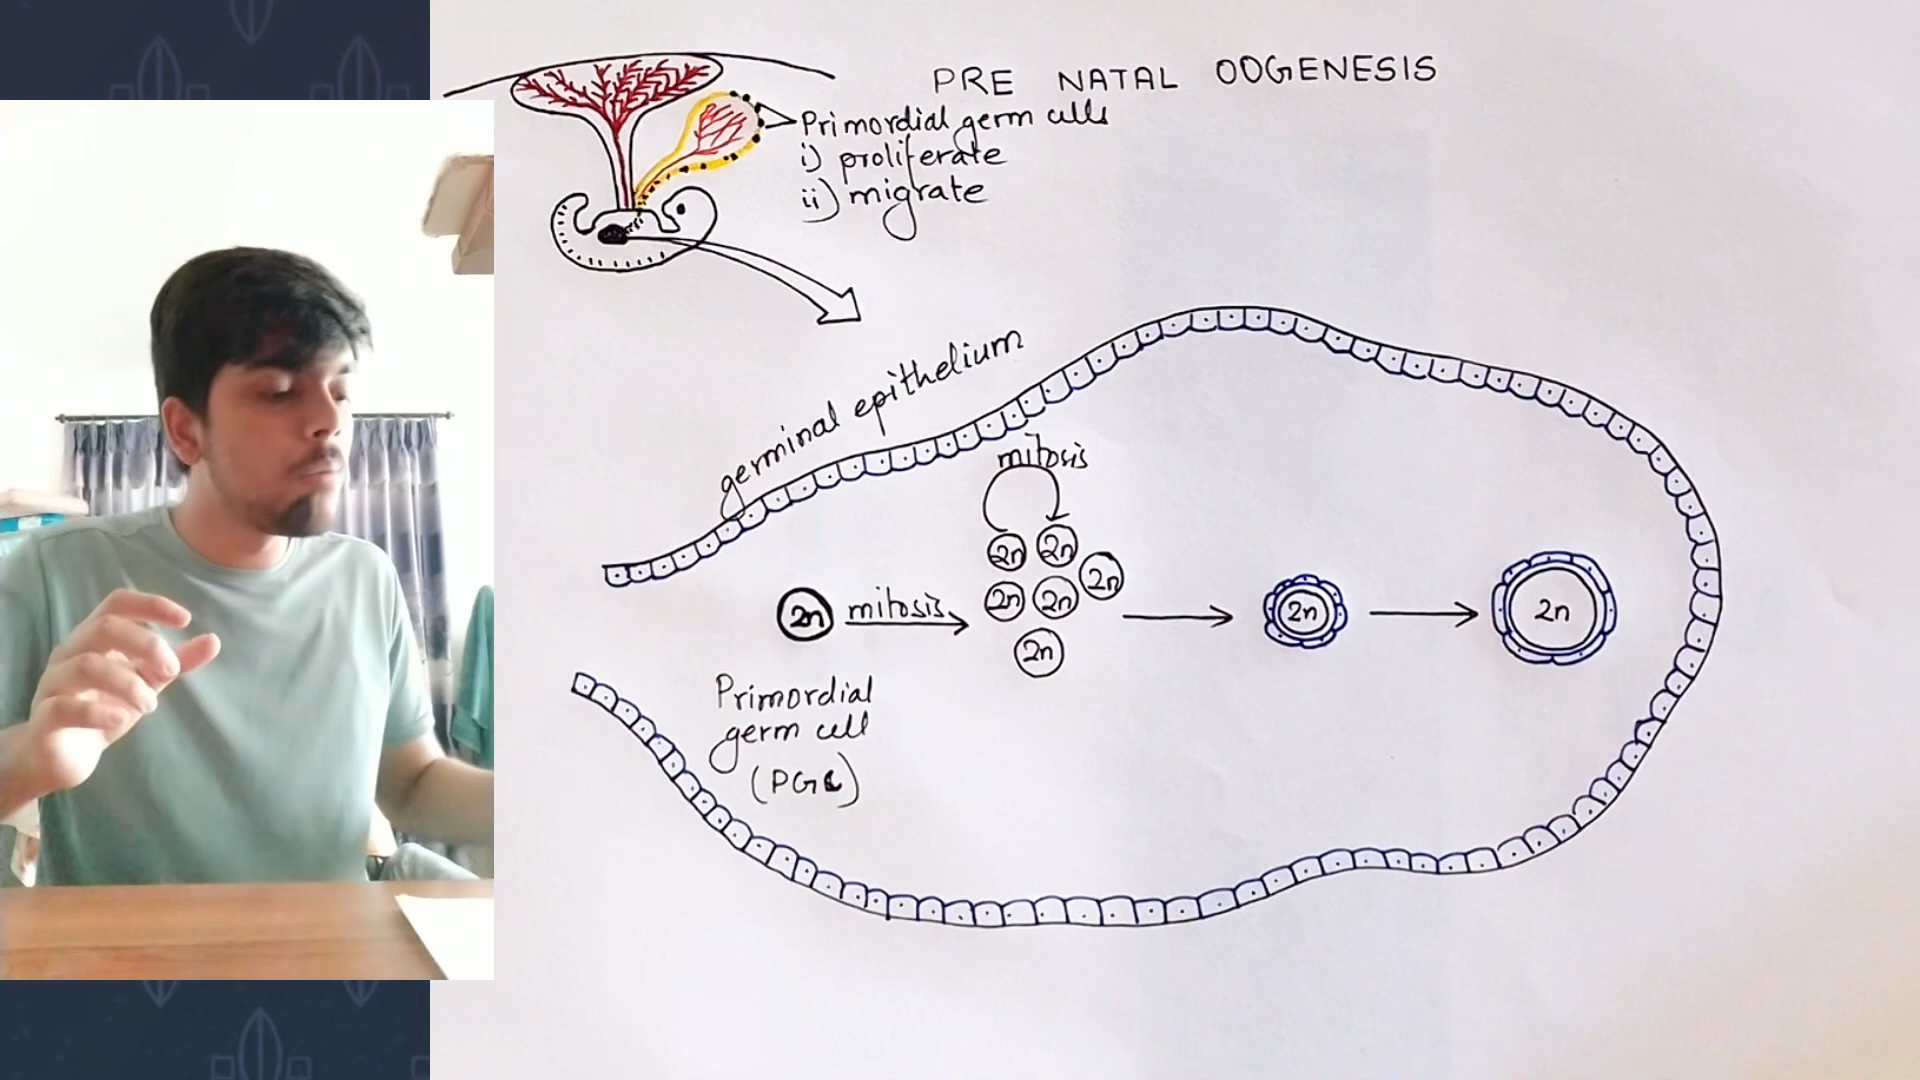 PRE NATAL OOGENESIS
Primordial germ cells
i) proliferate
ii) migrate
germinal epithelium
mitosis
2n 2n
2n
2n 2n
2n
2n mitosis
2n
2n
Primordial
germ cell
(PGC)